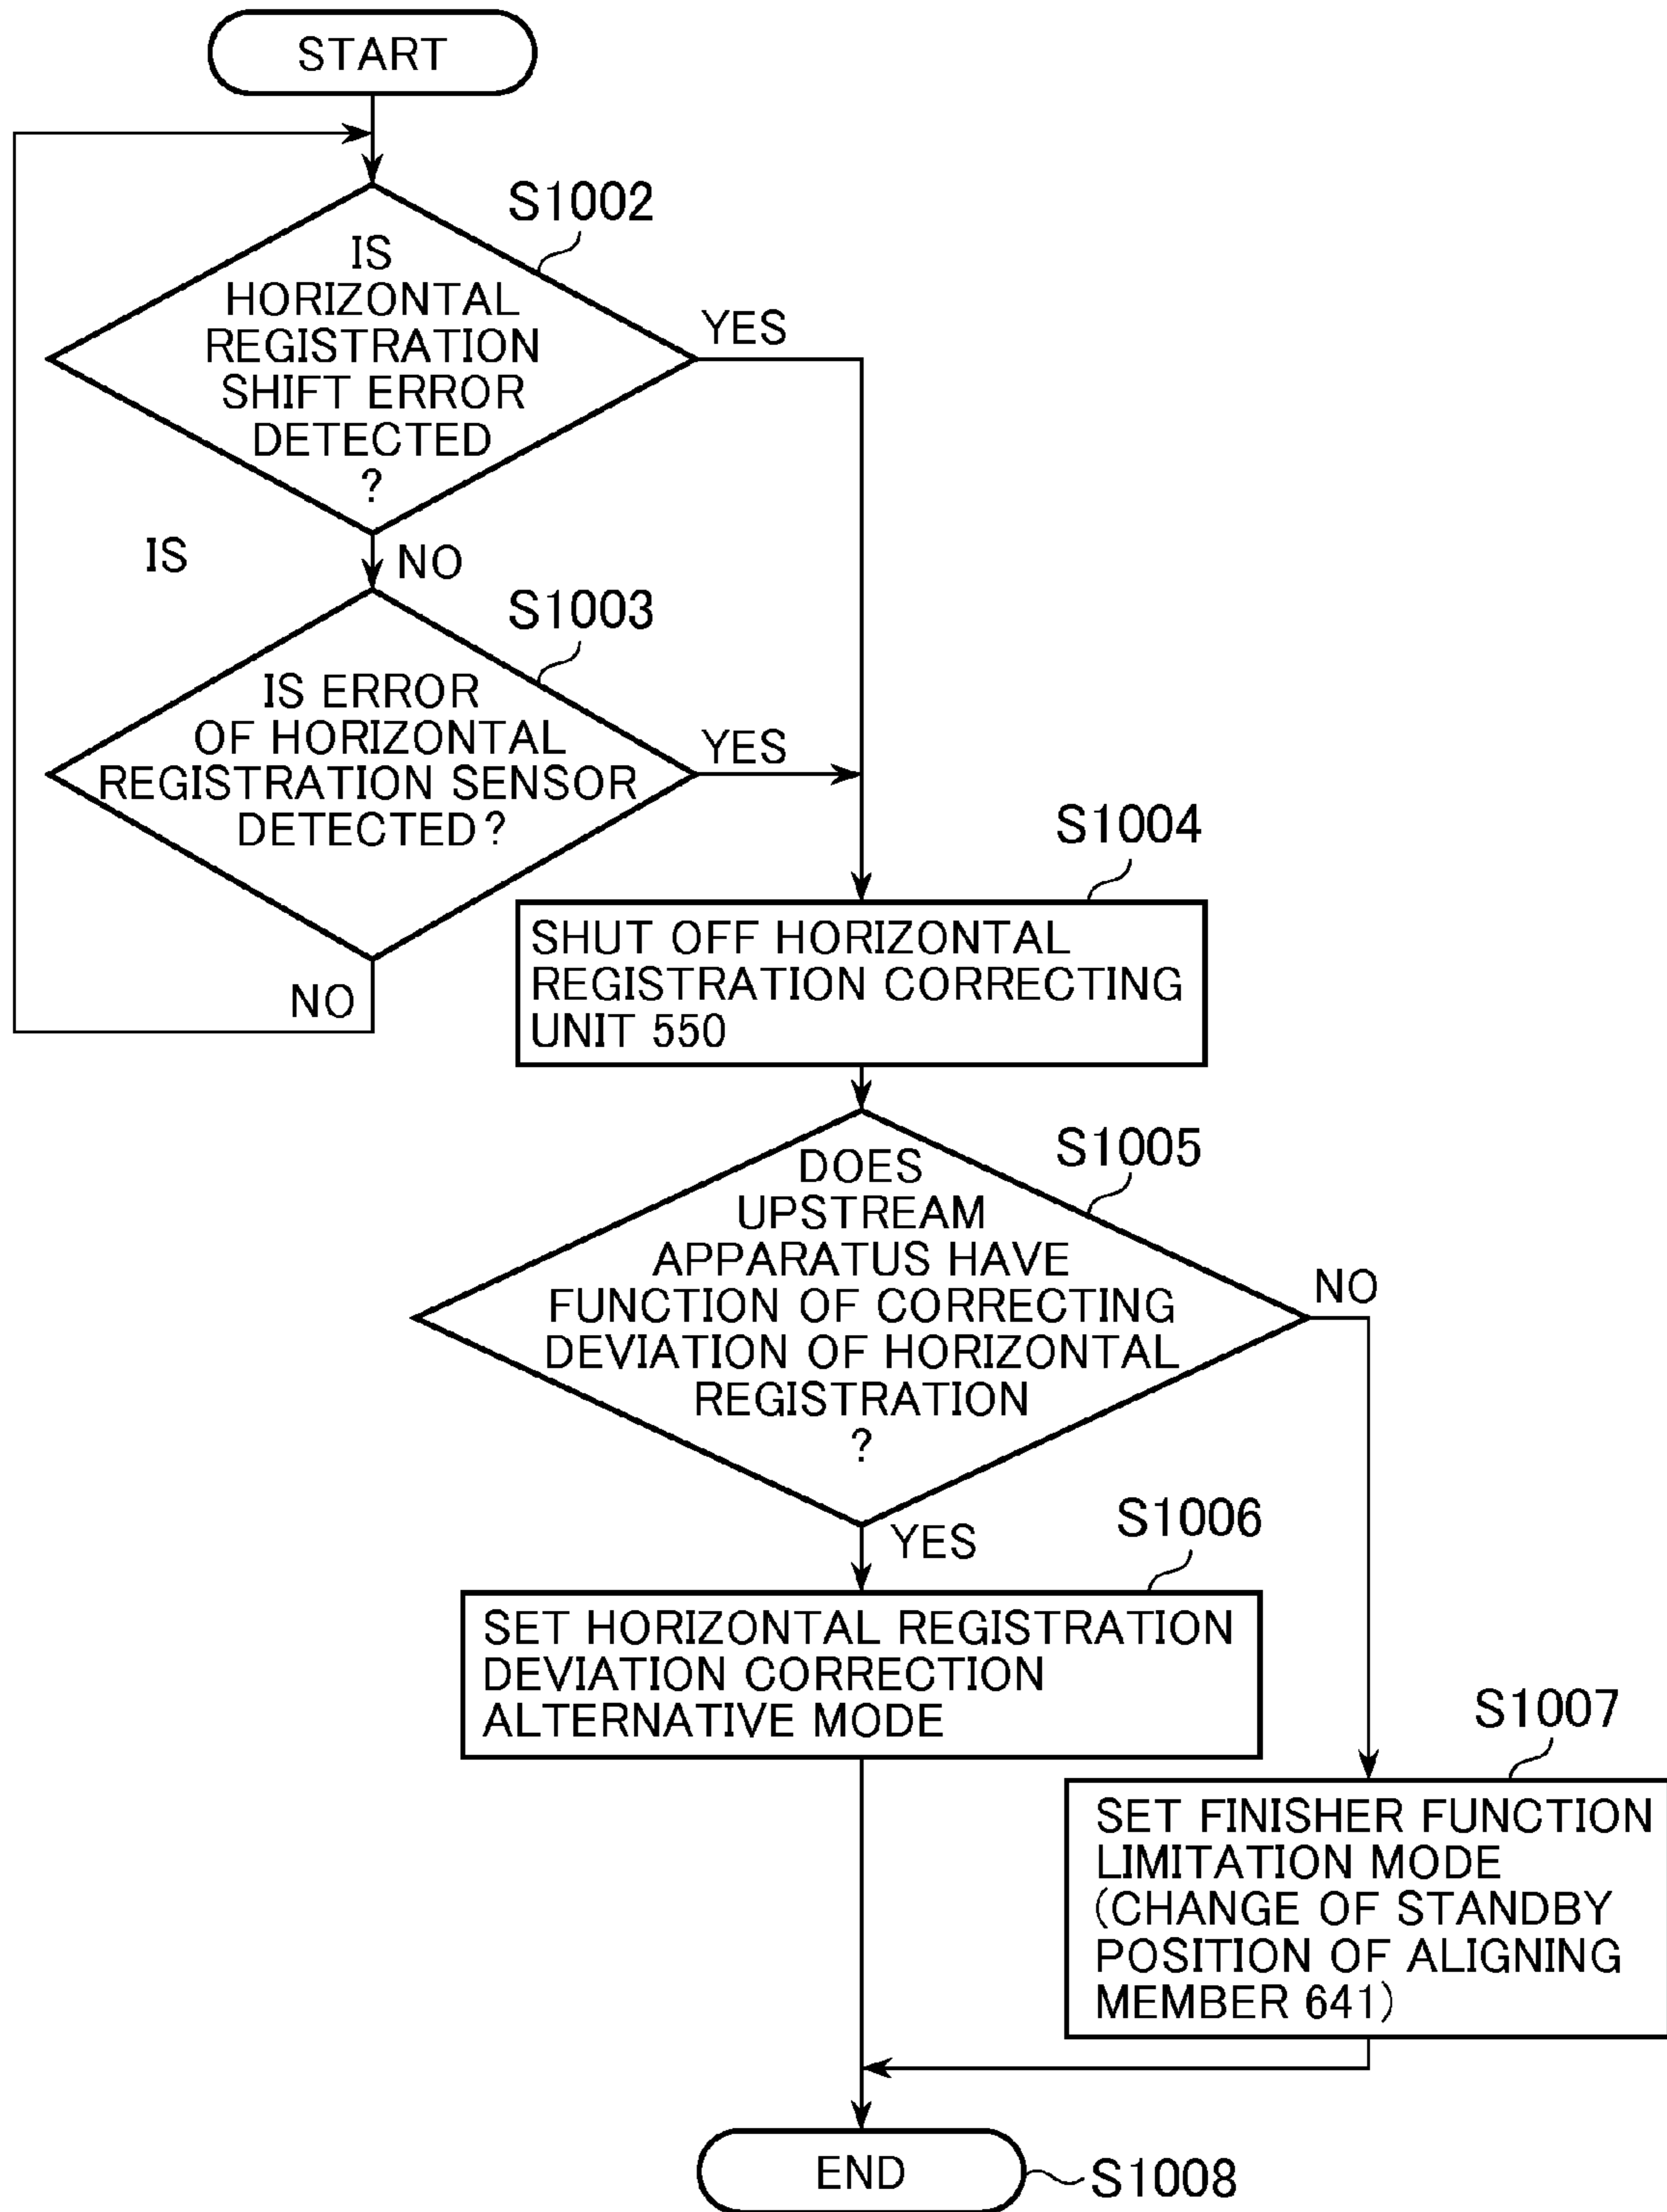 START
S1002
IS
HORIZONTAL
REGISTRATION
SHIFT ERROR
DETECTED
?
YES
IS
NO
S1003
IS ERROR
OF HORIZONTAL
REGISTRATION SENSOR
DETECTED?
YES
NO
S1004
SHUT OFF HORIZONTAL
REGISTRATION CORRECTING
UNIT 550
S1005
DOES
UPSTREAM
APPARATUS HAVE
FUNCTION OF CORRECTING
DEVIATION OF HORIZONTAL
REGISTRATION
?
NO
YES
S1006
SET HORIZONTAL REGISTRATION
DEVIATION CORRECTION
ALTERNATIVE MODE
S1007
SET FINISHER FUNCTION
LIMITATION MODE
(CHANGE OF STANDBY
POSITION OF ALIGNING
MEMBER 641)
END
S1008